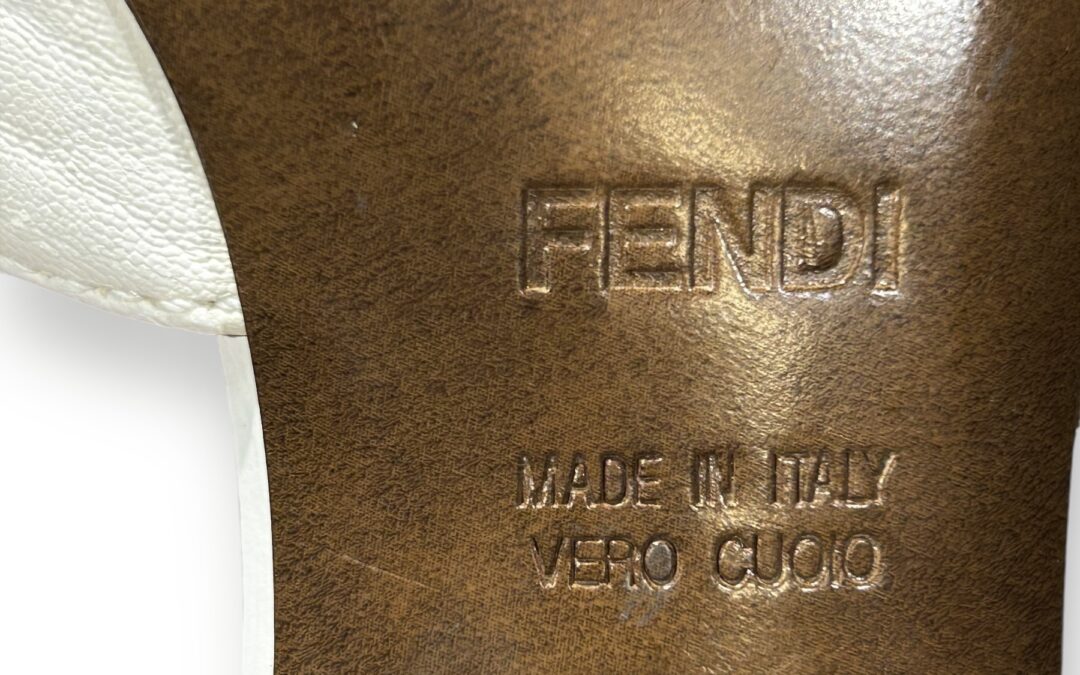 FENDI
MADE IN ITALY
VERO CUOIO